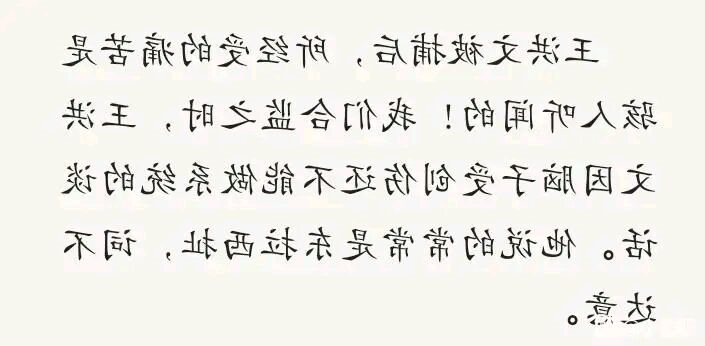 王洪文被捕后，所经受的痛苦是
骇人听闻的！我们合监之时，王洪
文因脑子受创伤还不能做系统的谈
话。他说的常常是东拉西扯，词不
达意。